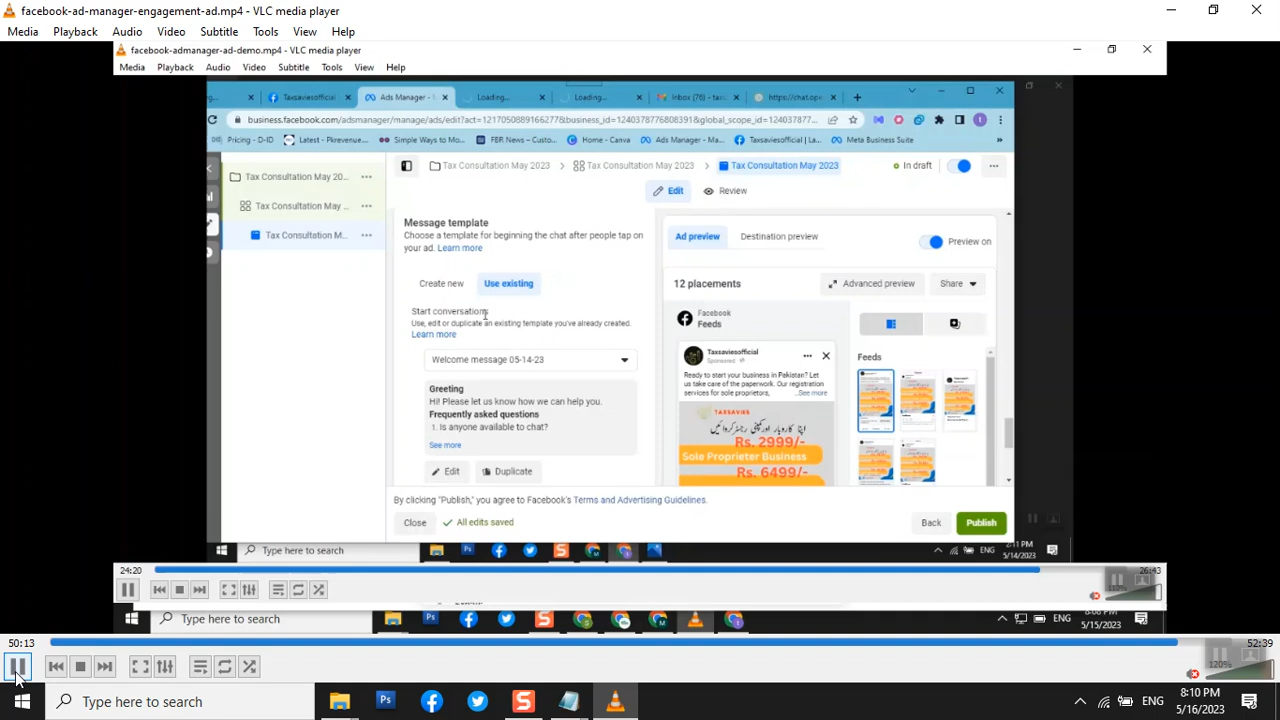 facebook-ad-manager-engagement-ad.mp4 - VLC media player
Media Playback Audio Video Subtitle Tools View Help
facebook-admanager-ad-demo.mp4 - VLC media player
Media Playback Audio Video Subtitle Tools View Help
Taxsaviesofficial
Ads Manager -
Loading...
Loading...
Inbox (76) - tax
https://chat.ope
Pricing - D-ID
Latest - Pkrevenue...
Simple Ways to Mo...
FBR News – Custo...
Home - Canva
Ads Manager - Ma...
Taxsaviesofficial | La...
Meta Business Suite
Tax Consultation May 20...
Tax Consultation May ...
Tax Consultation M...
Tax Consultation May 2023
Tax Consultation May 2023
Tax Consultation May 2023
In draft
Edit
Review
Message template
Choose a template for beginning the chat after people tap on
your ad. Learn more
Create new
Use existing
Start conversations
Use, edit or duplicate an existing template you've already created.
Learn more
Welcome message 05-14-23
Greeting
Hi! Please let us know how we can help you.
Frequently asked questions
1. Is anyone available to chat?
See more
Edit
Duplicate
Ad preview
Destination preview
Preview on
12 placements
Advanced preview
Share
Facebook
Feeds
Feeds
Taxsaviesofficial
Sponsored
Ready to start your business in Pakistan? Let
us take care of the paperwork. Our registration
services for sole proprietors,
...See more
TAXSAVIES
اپنا کاروبار اور کمپنی رجسٹر کروائیں
Rs. 2999/-
Sole Proprieter Business
Rs. 6499/-
By clicking "Publish," you agree to Facebook's Terms and Advertising Guidelines.
Close
All edits saved
Back
Publish
Type here to search
ENG
2:11 PM
5/14/2023
24:20
26:43
Type here to search
ENG
5/15/2023
50:13
52:39
120%
Type here to search
ENG
8:10 PM
5/16/2023